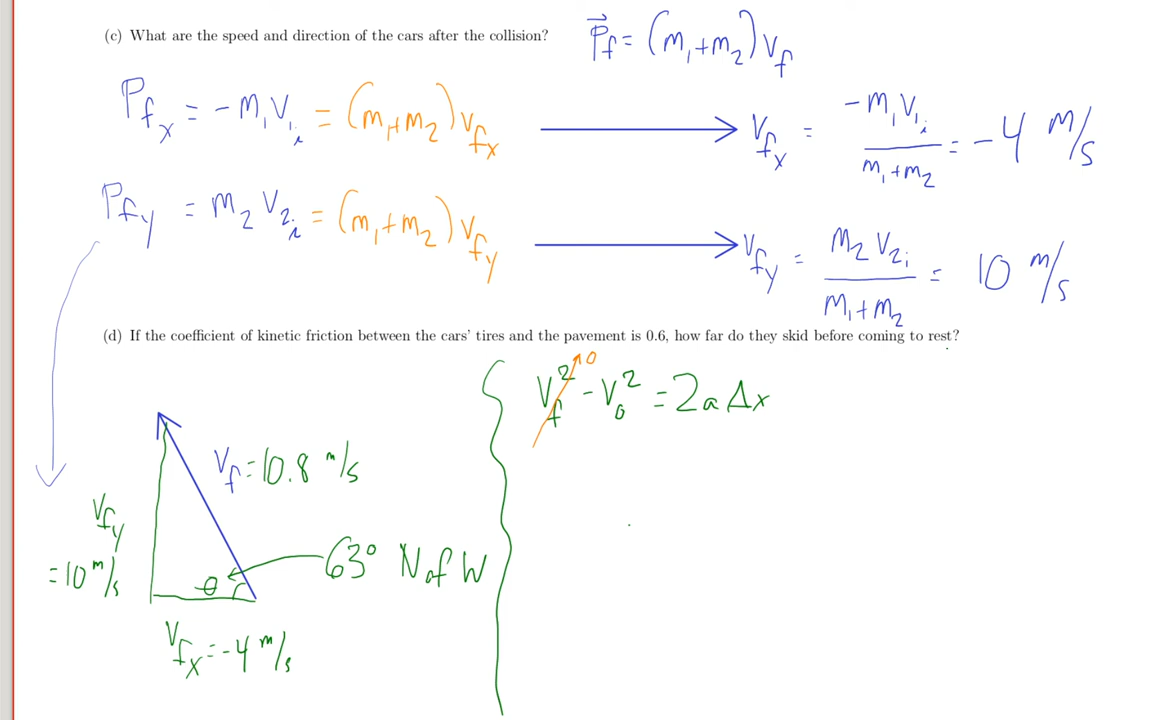 (c) What are the speed and direction of the cars after the collision?
P⃗f = (m₁+m₂) vf
Pfx = -m₁v₁i = (m₁+m₂) vfx → vfx = -m₁v₁i / m₁+m₂ = -4 m/s
Pfy = m₂v₂i = (m₁+m₂) vfy → vfy = m₂v₂i / m₁+m₂ = 10 m/s
(d) If the coefficient of kinetic friction between the cars' tires and the pavement is 0.6, how far do they skid before coming to rest?
0
vf² - v₀² = 2aΔx
vf = 10.8 m/s
vfy
= 10 m/s
θ
63° N of W
vfx = -4 m/s